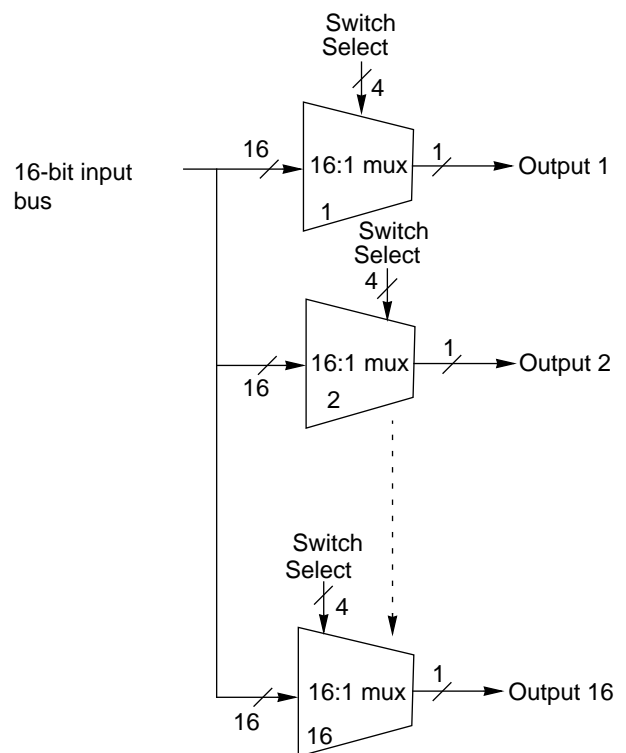 Switch
Select
4
16-bit input
bus
16
16:1 mux
1
1
Output 1
Switch
Select
4
16
16:1 mux
2
1
Output 2
Switch
Select
4
16
16:1 mux
16
1
Output 16